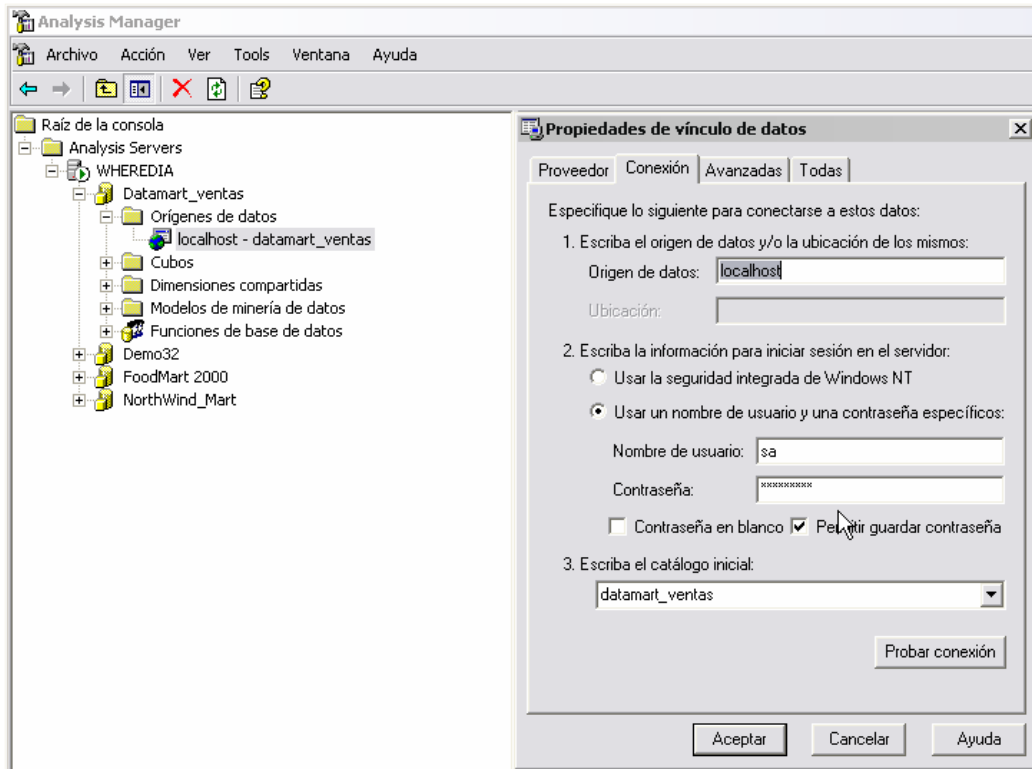 Analysis Manager
Archivo Acción Ver Tools Ventana Ayuda
Raíz de la consola
Analysis Servers
WHEREDIA
Datamart_ventas
Orígenes de datos
localhost - datamart_ventas
Cubos
Dimensiones compartidas
Modelos de minería de datos
Funciones de base de datos
Demo32
FoodMart 2000
NorthWind_Mart
Propiedades de vínculo de datos
Proveedor Conexión Avanzadas Todas
Especifique lo siguiente para conectarse a estos datos:
1. Escriba el origen de datos y/o la ubicación de los mismos:
Origen de datos: localhost
Ubicación:
2. Escriba la información para iniciar sesión en el servidor:
Usar la seguridad integrada de Windows NT
Usar un nombre de usuario y una contraseña específicos:
Nombre de usuario: sa
Contraseña: *********
Contraseña en blanco Permitir guardar contraseña
3. Escriba el catálogo inicial:
datamart_ventas
Probar conexión
Aceptar Cancelar Ayuda